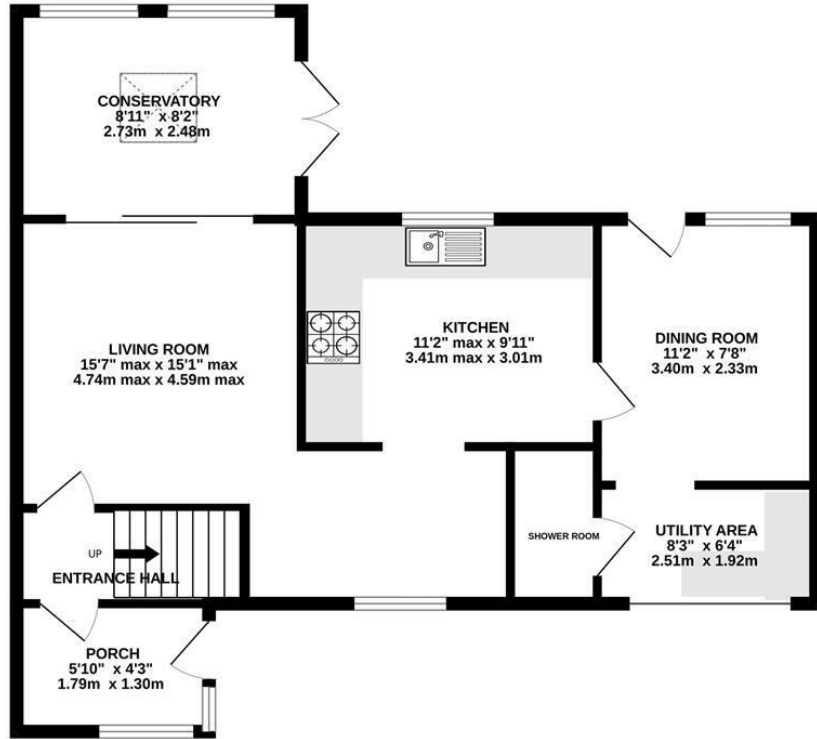 CONSERVATORY
8'11" x 8'2"
2.73m x 2.48m
LIVING ROOM
15'7" max x 15'1" max
4.74m max x 4.59m max
KITCHEN
11'2" max x 9'11"
3.41m max x 3.01m
DINING ROOM
11'2" x 7'8"
3.40m x 2.33m
SHOWER ROOM
UTILITY AREA
8'3" x 6'4"
2.51m x 1.92m
UP
ENTRANCE HALL
PORCH
5'10" x 4'3"
1.79m x 1.30m